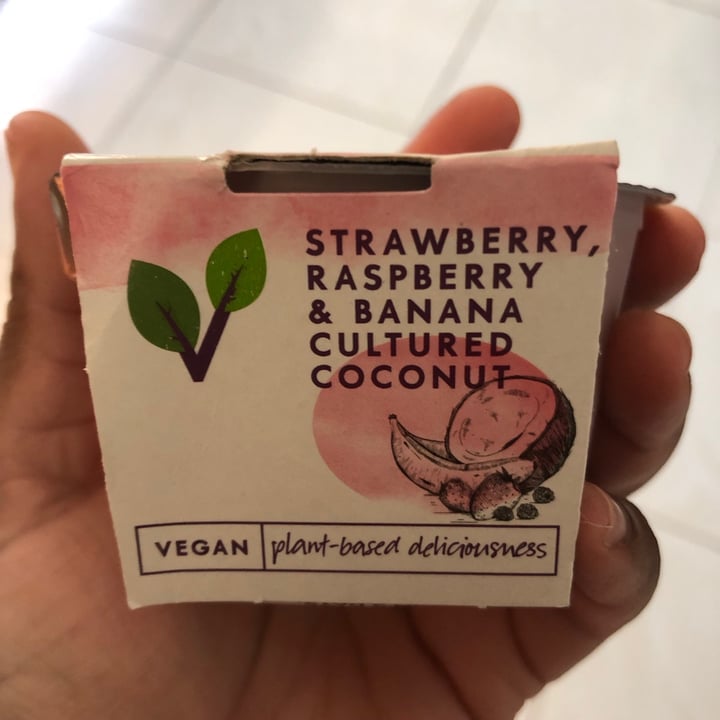 STRAWBERRY,
RASPBERRY
& BANANA
CULTURED
COCONUT
VEGAN plant-based deliciousness